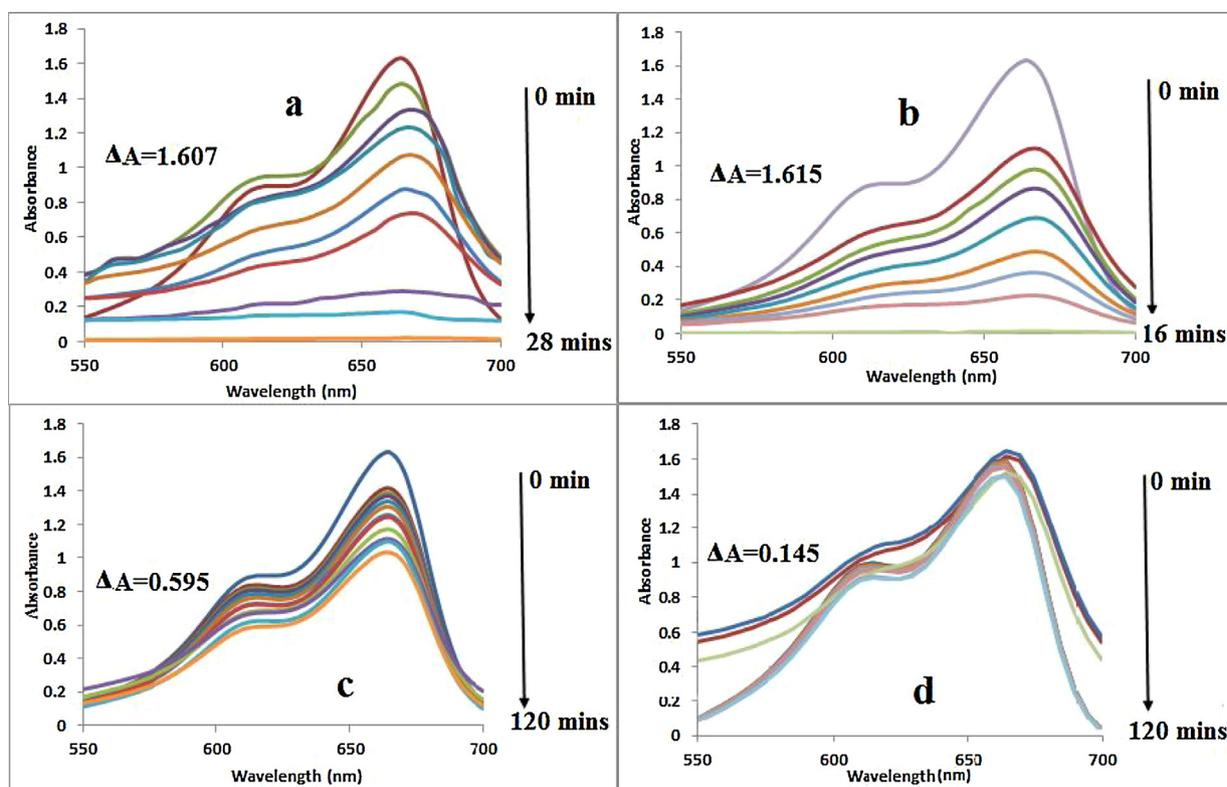 1.8
1.6
1.4
1.2
1
0.8
0.6
0.4
0.2
0
Absorbance
a
ΔA=1.607
0 min
28 mins
550
600
650
700
Wavelength (nm)
1.8
1.6
1.4
1.2
1
0.8
0.6
0.4
0.2
0
Absorbance
b
ΔA=1.615
0 min
16 mins
550
600
650
700
Wavelength (nm)
1.8
1.6
1.4
1.2
1
0.8
0.6
0.4
0.2
0
Absorbance
ΔA=0.595
c
0 min
120 mins
550
600
650
700
Wavelength (nm)
1.8
1.6
1.4
1.2
1
0.8
0.6
0.4
0.2
0
Absorbance
ΔA=0.145
d
0 min
120 mins
550
600
650
700
Wavelength(nm)